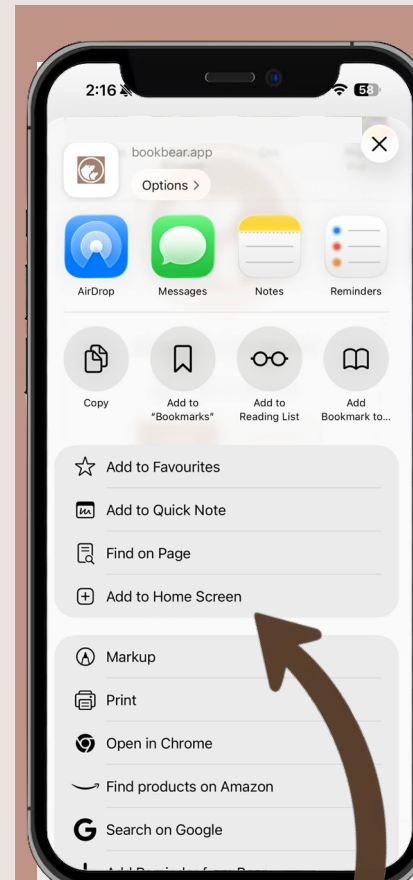 2:16
58
bookbear.app
Options >
AirDrop
Messages
Notes
Reminders
Copy
Add to
"Bookmarks"
Add to
Reading List
Add
Bookmark to...
Add to Favourites
Add to Quick Note
Find on Page
Add to Home Screen
Markup
Print
Open in Chrome
Find products on Amazon
G Search on Google